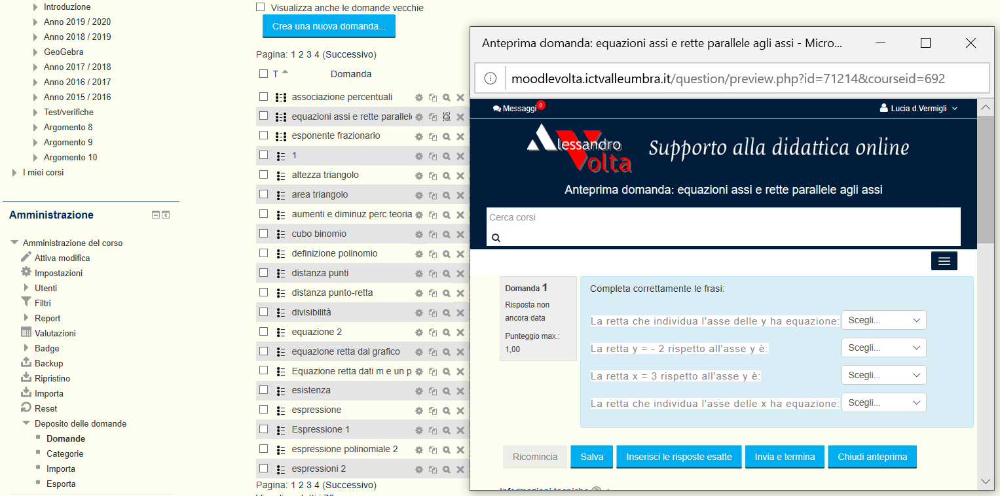 Introduzione
Anno 2019 / 2020
Anno 2018 / 2019
GeoGebra
Anno 2017 / 2018
Anno 2016 / 2017
Anno 2015 / 2016
Test/verifiche
Argomento 8
Argomento 9
Argomento 10
I miei corsi
Amministrazione
Amministrazione del corso
Attiva modifica
Impostazioni
Utenti
Filtri
Report
Valutazioni
Badge
Backup
Ripristino
Importa
Reset
Deposito delle domande
Domande
Categorie
Importa
Esporta
Visualizza anche le domande vecchie
Crea una nuova domanda...
Pagina: 1 2 3 4 (Successivo)
T Domanda
associazione percentuali
equazioni assi e rette parallele
esponente frazionario
1
altezza triangolo
area triangolo
aumenti e diminuz perc teoria
cubo binomio
definizione polinomio
distanza punti
distanza punto-retta
divisibilità
equazione 2
equazione retta dal grafico
Equazione retta dati m e un p
esistenza
espressione
Espressione 1
espressione polinomiale 2
espressioni 2
Pagina: 1 2 3 4 (Successivo)
Anteprima domanda: equazioni assi e rette parallele agli assi - Micro...
moodlevolta.ictvalleumbra.it/question/preview.php?id=71214&courseid=692
Messaggi 0
Lucia d.Vermigli
Alessandro
Volta
Supporto alla didattica online
Anteprima domanda: equazioni assi e rette parallele agli assi
Cerca corsi
Domanda 1
Risposta non
ancora data
Punteggio max.:
1,00
Completa correttamente le frasi:
La retta che individua l'asse delle y ha equazione: Scegli...
La retta y = - 2 rispetto all'asse y è: Scegli...
La retta x = 3 rispetto all'asse y è: Scegli...
La retta che individua l'asse delle x ha equazione: Scegli...
Ricomincia
Salva
Inserisci le risposte esatte
Invia e termina
Chiudi anteprima
Informazioni tecniche